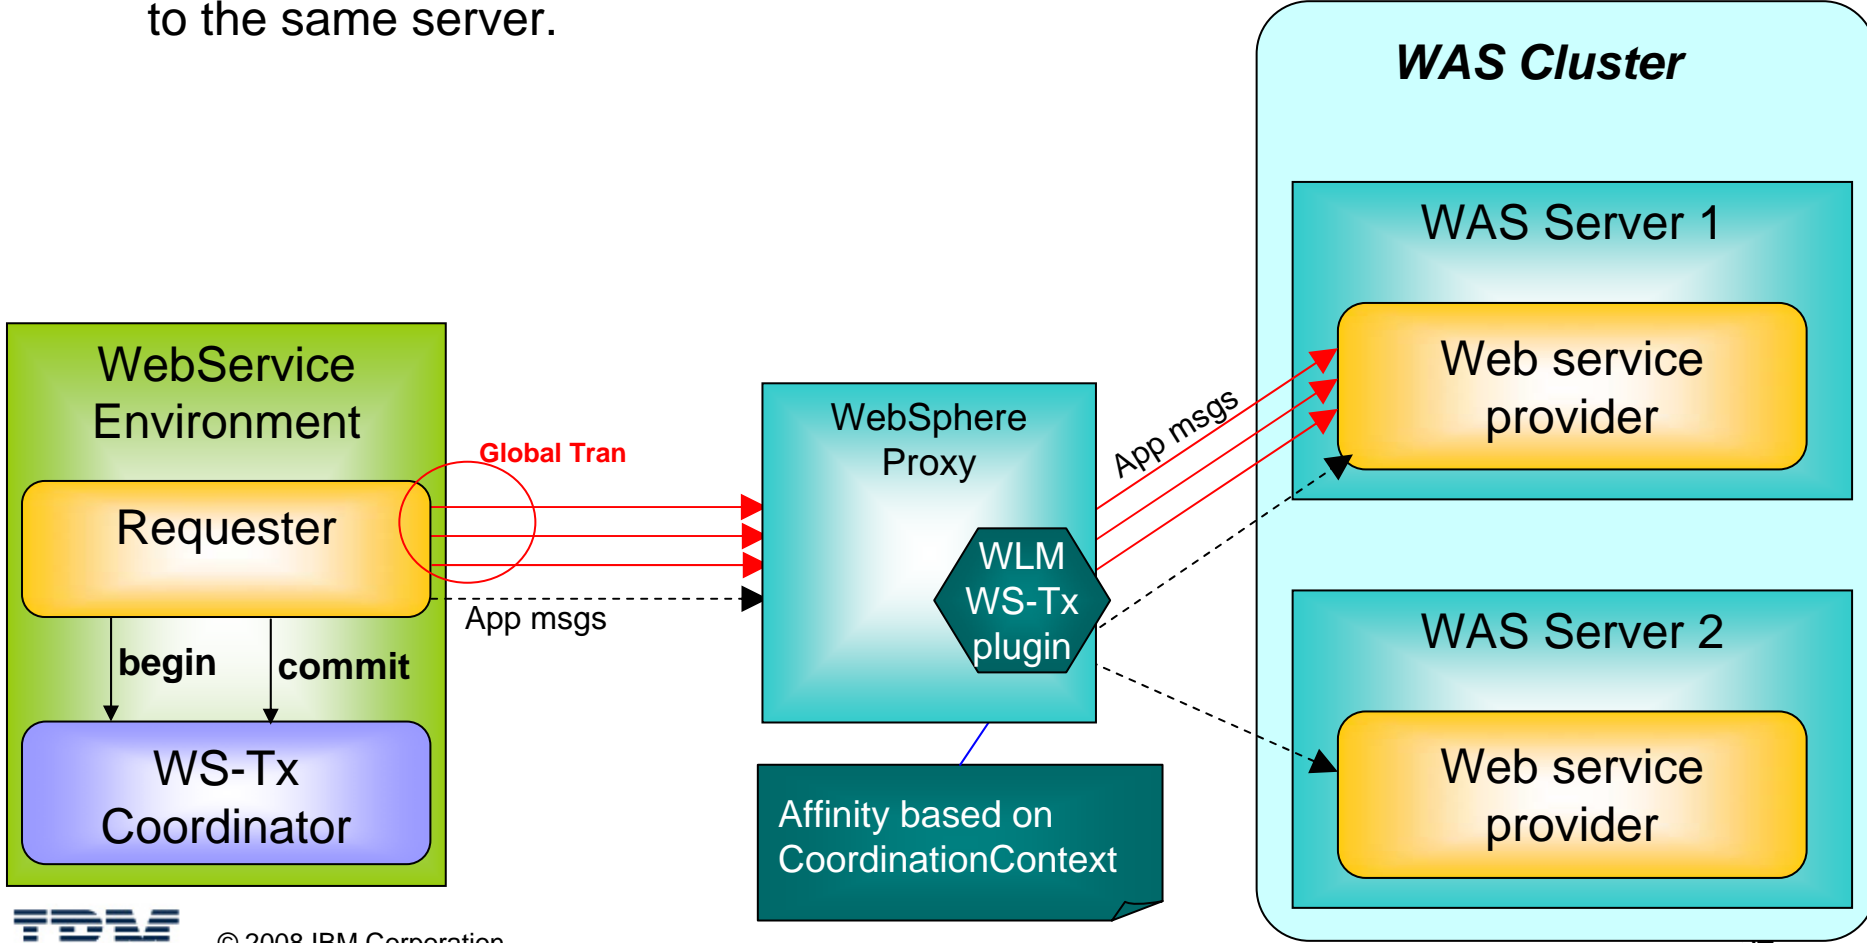 to the same server.
WAS Cluster
WAS Server 1
Web service
provider
WebService
Environment
Requester
begin
commit
WS-Tx
Coordinator
Global Tran
App msgs
WebSphere
Proxy
WLM
WS-Tx
plugin
App msgs
Affinity based on
CoordinationContext
WAS Server 2
Web service
provider
IBM
© 2008 IBM Corporation